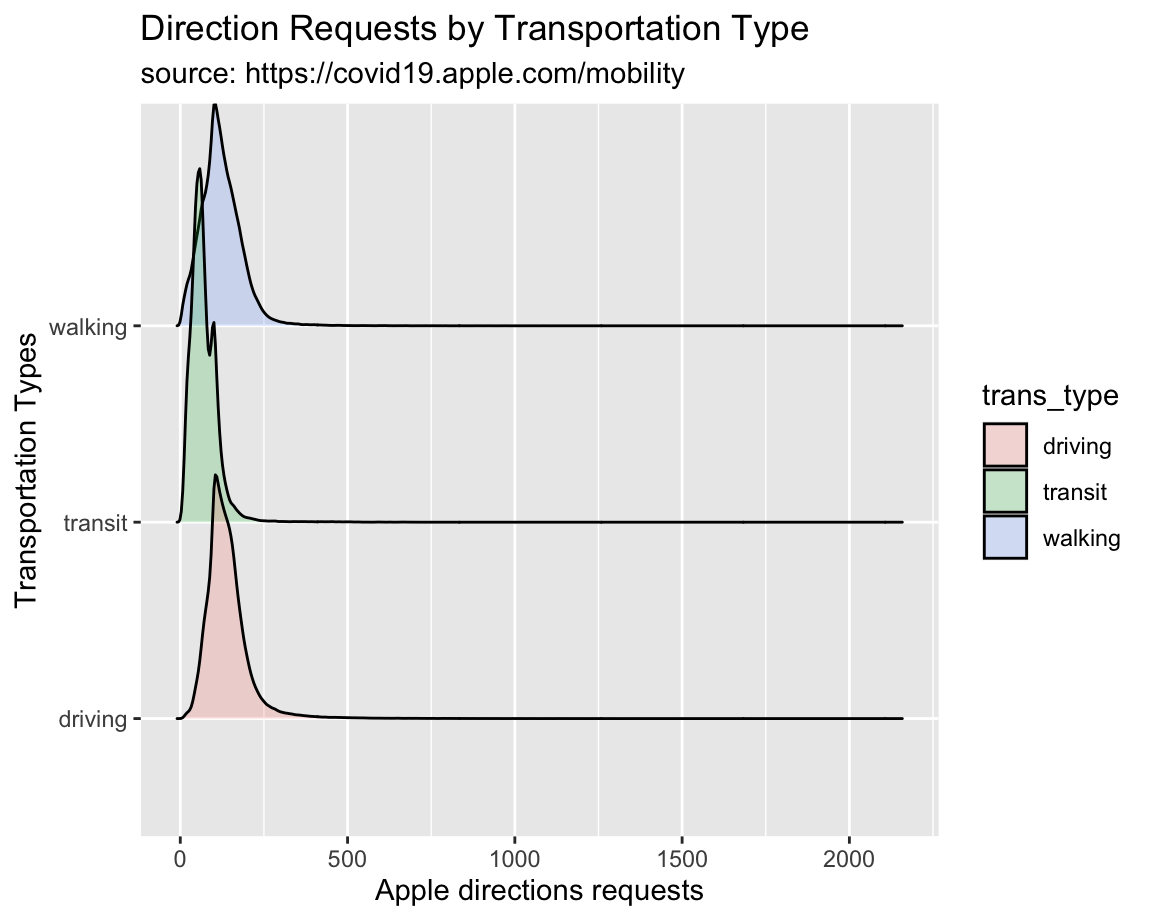 Direction Requests by Transportation Type
source: https://covid19.apple.com/mobility
Transportation Types
walking
transit
driving
0
500
1000
1500
2000
Apple directions requests
trans_type
driving
transit
walking